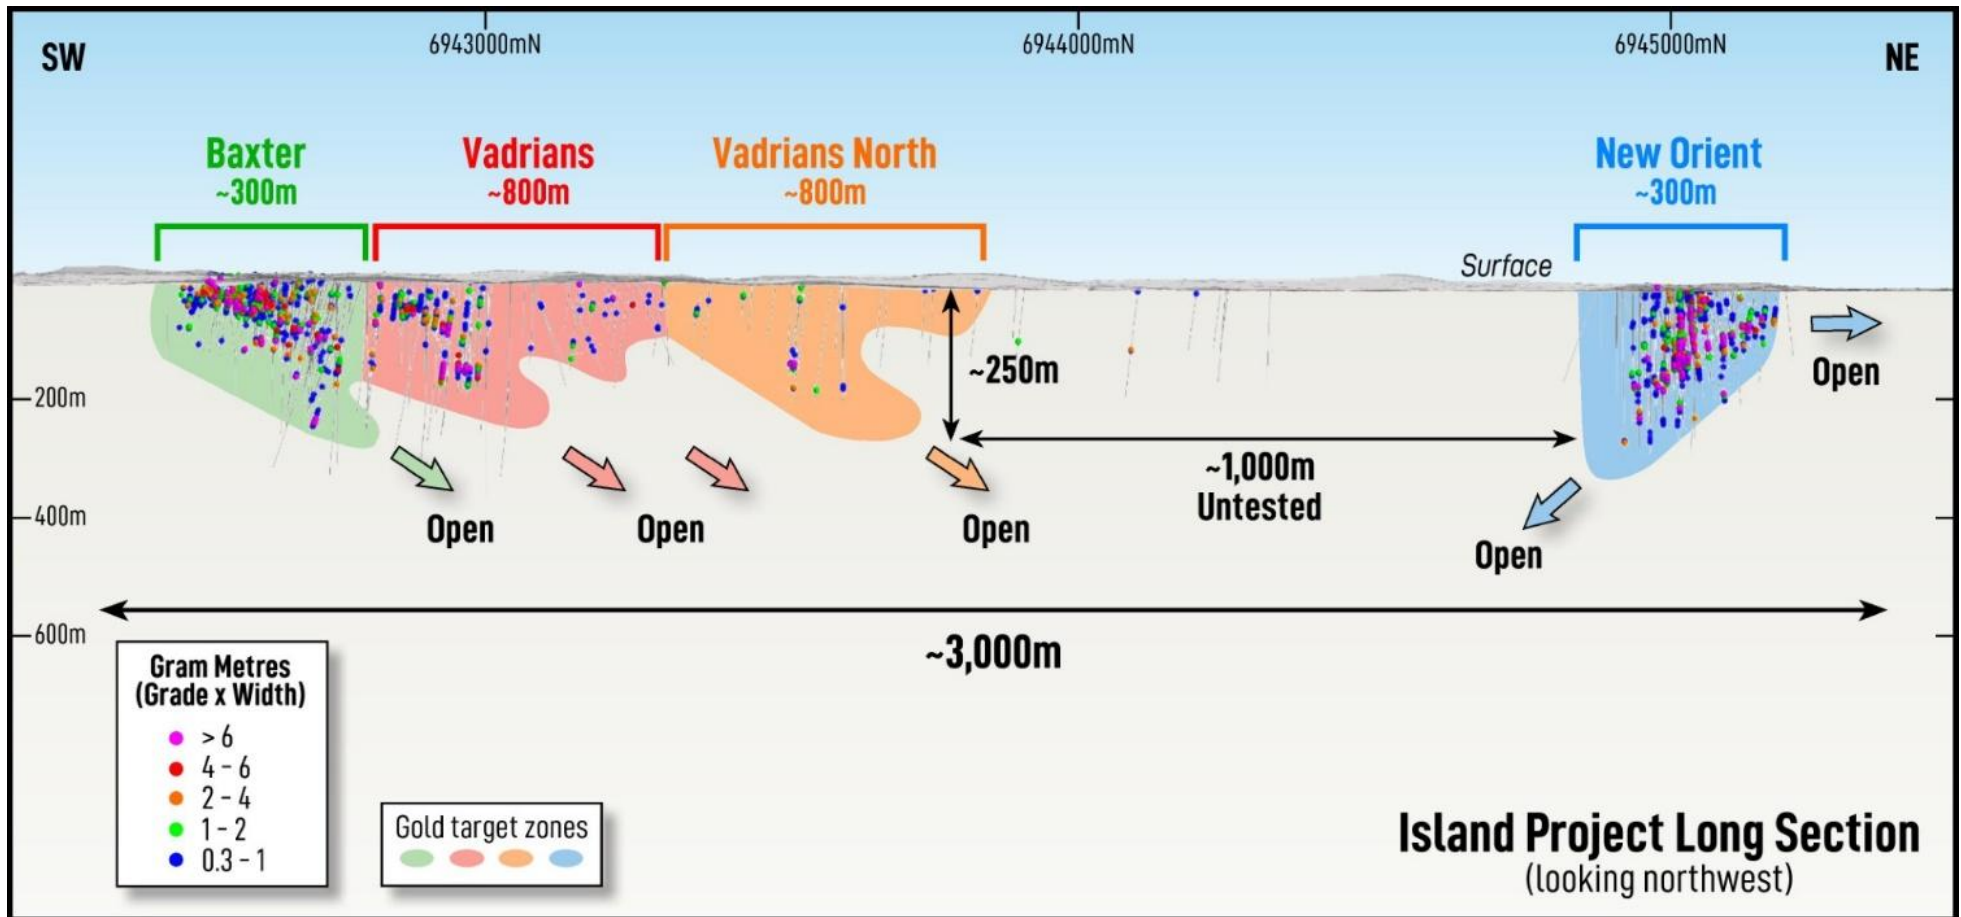 SW
6943000mN
6944000mN
6945000mN
NE
Baxter
~300m
Vadrians
~800m
Vadrians North
~800m
New Orient
~300m
Surface
~250m
Open
200m
~1,000m
Untested
Open
Open
Open
Open
400m
~3,000m
600m
Gram Metres
(Grade x Width)
> 6
4 - 6
2 - 4
1 - 2
0.3 - 1
Gold target zones
Island Project Long Section
(looking northwest)